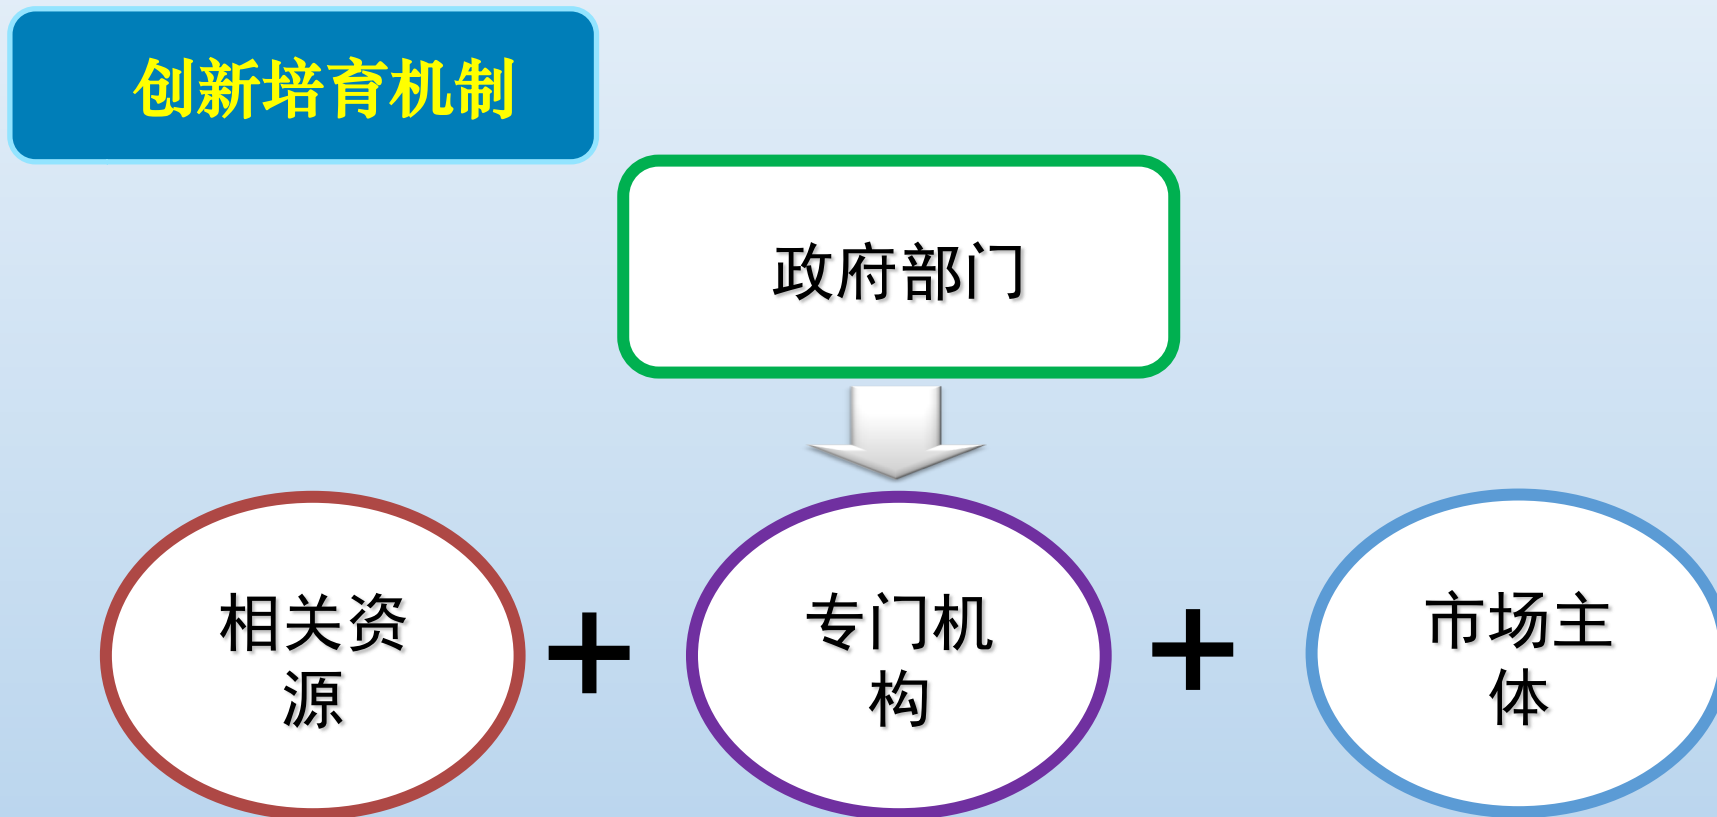 创新培育机制
政府部门
相关资
源
+
专门机
构
+
市场主
体